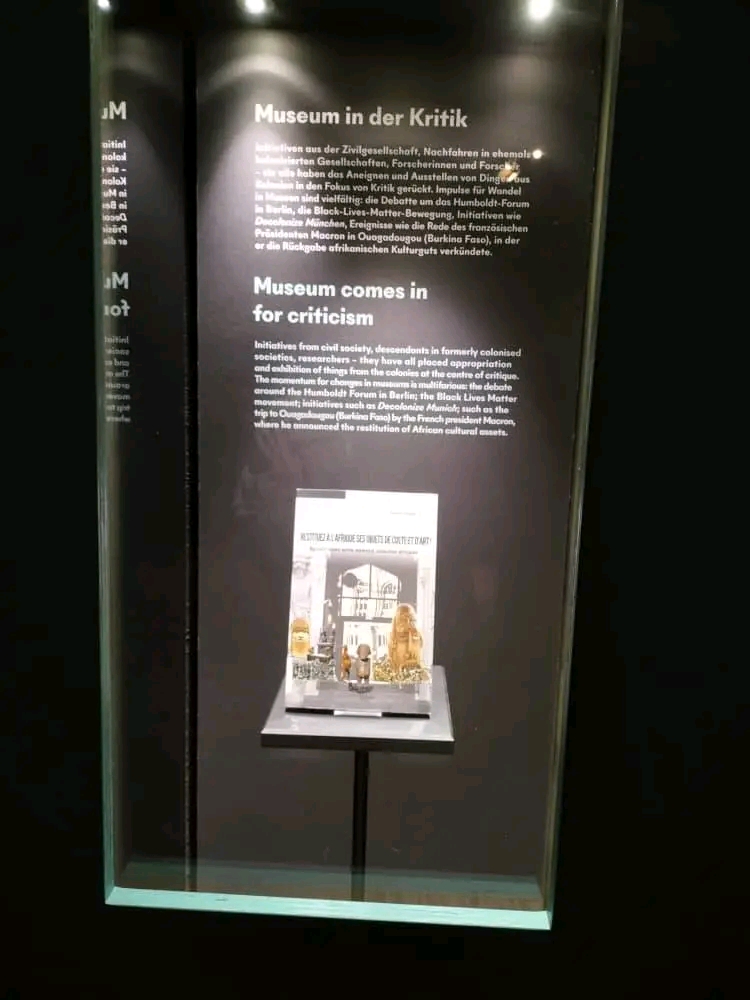 Museum in der Kritik
Initiativen aus der Zivilgesellschaft, Nachfahren in ehemals
kolonisierten Gesellschaften, Forscherinnen und Forscher
– sie alle haben das Aneignen und Ausstellen von Dingen aus
Kolonien in den Fokus von Kritik gerückt. Impulse für Wandel
in Museen sind vielfältig: die Debatte um das Humboldt-Forum
in Berlin, die Black-Lives-Matter-Bewegung, Initiativen wie
Decolonize München, Ereignisse wie die Rede des französischen
Präsidenten Macron in Ouagadougou (Burkina Faso), in der
er die Rückgabe afrikanischen Kulturguts verkündete.
Museum comes in
for criticism
Initiatives from civil society, descendants in formerly colonised
societies, researchers – they have all placed appropriation
and exhibition of things from the colonies at the centre of critique.
The momentum for changes in museums is multifarious: the debate
around the Humboldt Forum in Berlin; the Black Lives Matter
movement; initiatives such as Decolonize Munich; such as the
trip to Ouagadougou (Burkina Faso) by the French president Macron,
where he announced the restitution of African cultural assets.
RESTITUEZ À L'AFRIQUE SES OBJETS DE CULTE ET D'ART!